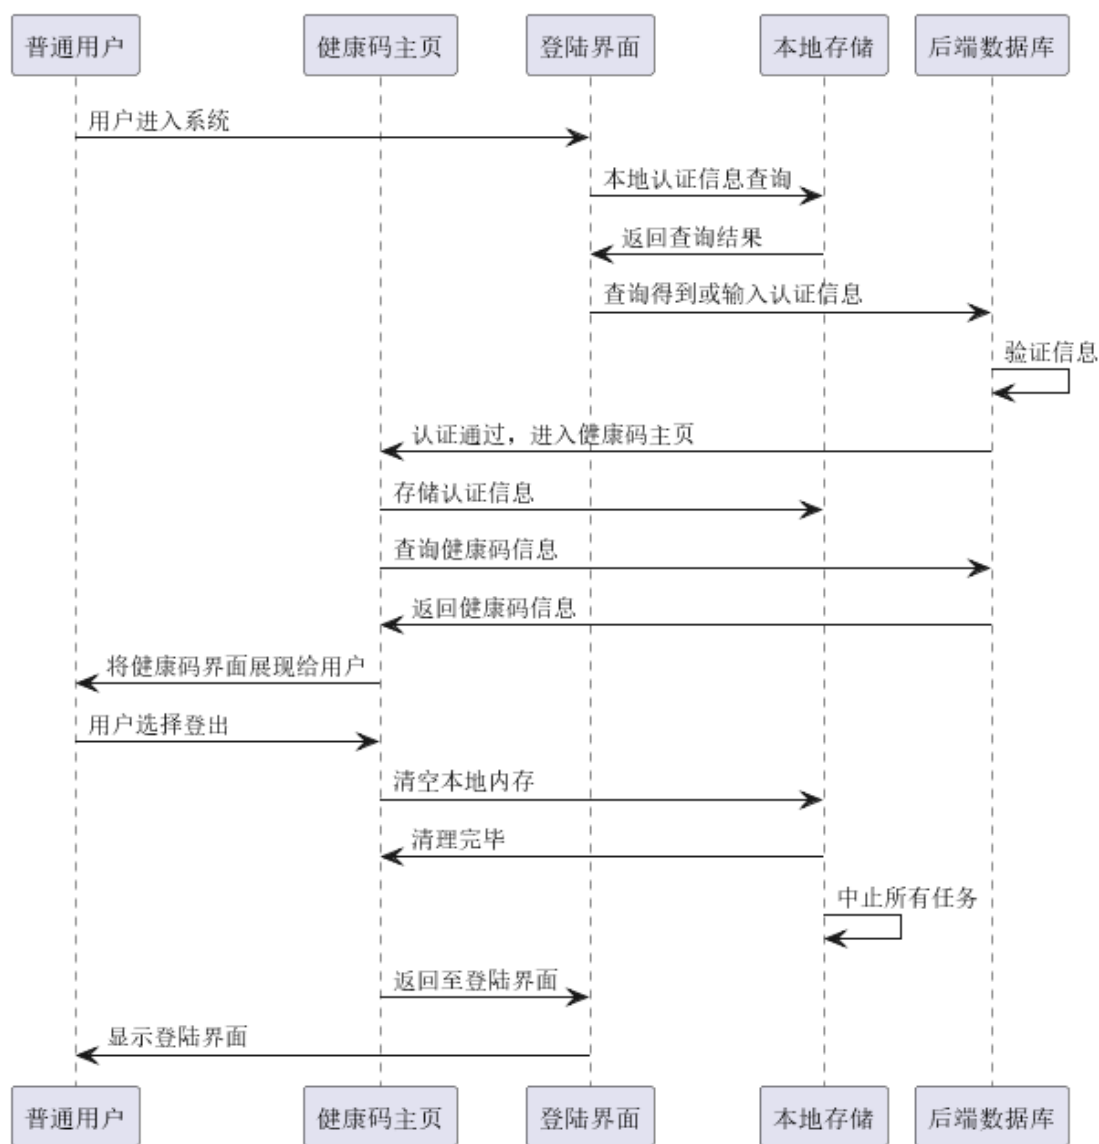 普通用户 健康码主页 登陆界面 本地存储 后端数据库
用户进入系统
本地认证信息查询
返回查询结果
查询得到或输入认证信息
验证信息
认证通过，进入健康码主页
存储认证信息
查询健康码信息
返回健康码信息
将健康码界面展现给用户
用户选择登出
清空本地内存
清理完毕
中止所有任务
返回至登陆界面
显示登陆界面
普通用户 健康码主页 登陆界面 本地存储 后端数据库